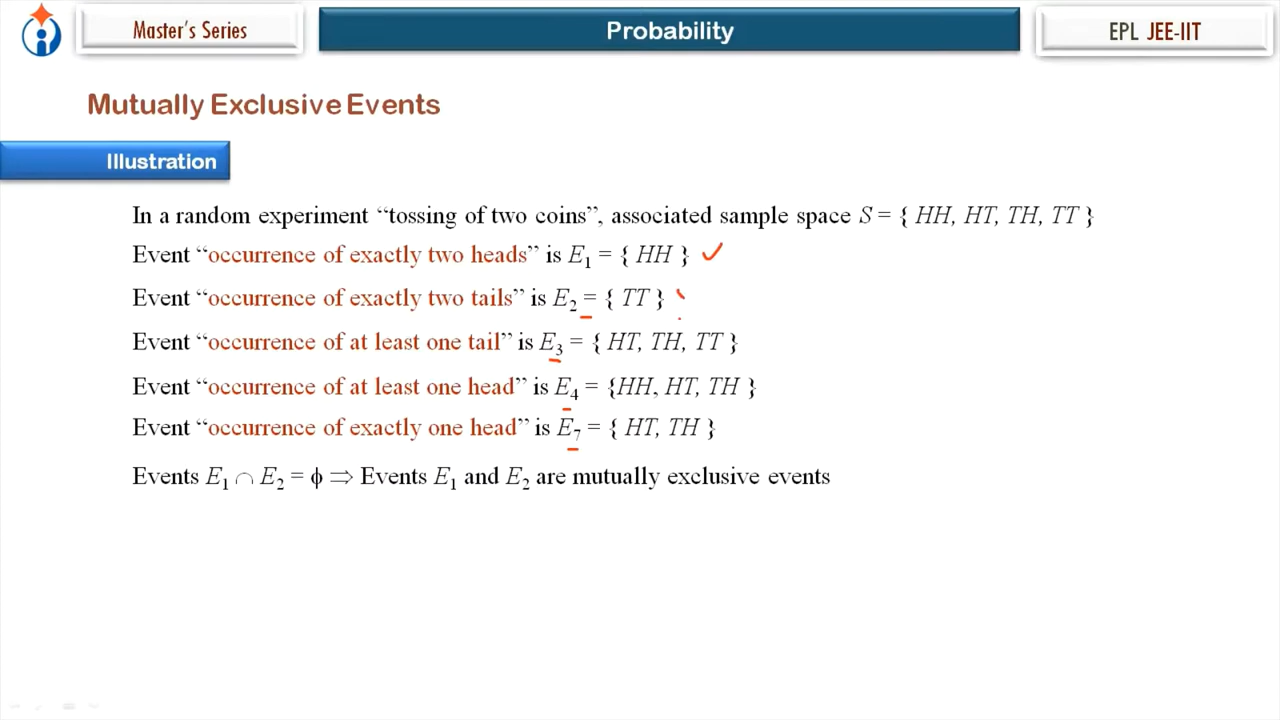 Master's Series
Probability
EPL JEE-IIT
Mutually Exclusive Events
Illustration
In a random experiment “tossing of two coins”, associated sample space S = { HH, HT, TH, TT }
Event “occurrence of exactly two heads” is E₁ = { HH }
Event “occurrence of exactly two tails” is E₂ = { TT }
Event “occurrence of at least one tail” is E₃ = { HT, TH, TT }
Event “occurrence of at least one head” is E₄ = {HH, HT, TH }
Event “occurrence of exactly one head” is E₇ = { HT, TH }
Events E₁ ∩ E₂ = ϕ ⇒ Events E₁ and E₂ are mutually exclusive events